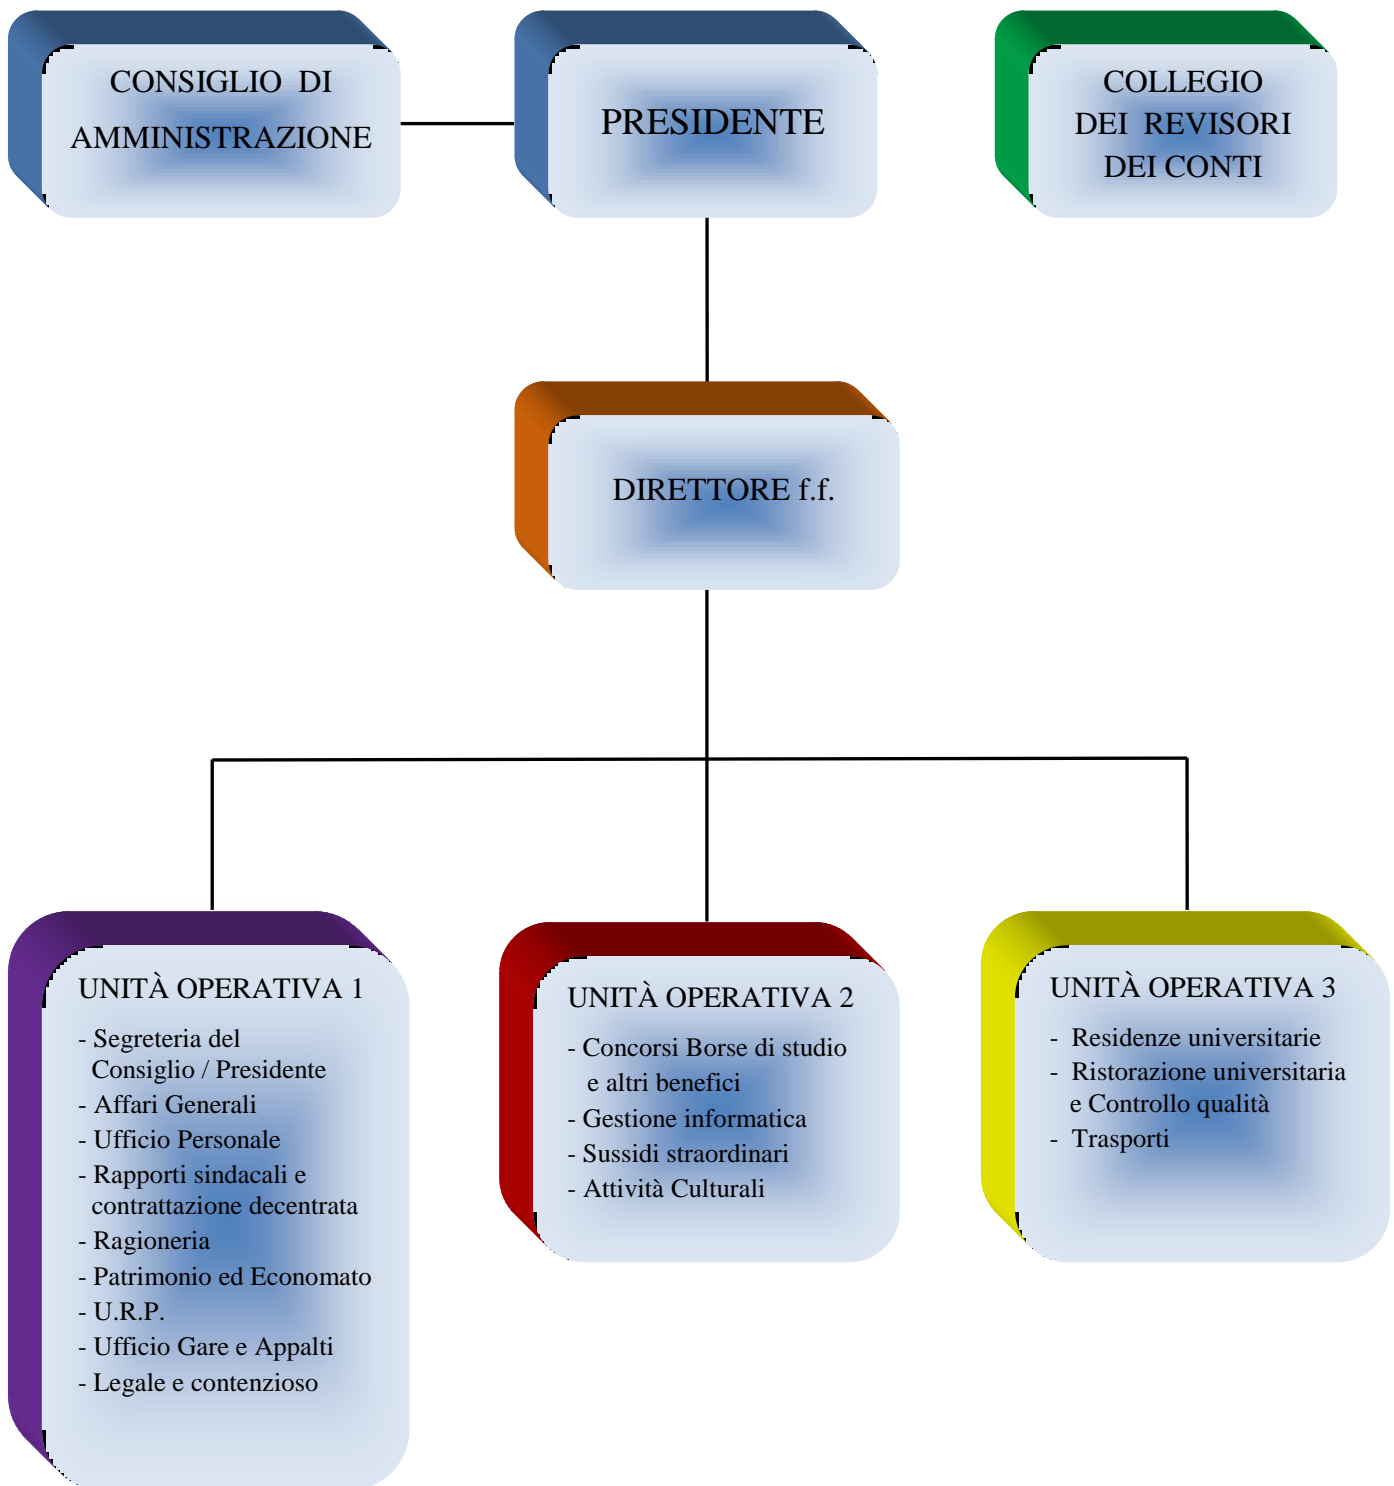 CONSIGLIO DI
AMMINISTRAZIONE
PRESIDENTE
COLLEGIO
DEI REVISORI
DEI CONTI
DIRETTORE f.f.
UNITÀ OPERATIVA 1
- Segreteria del
Consiglio / Presidente
- Affari Generali
- Ufficio Personale
- Rapporti sindacali e
contrattazione decentrata
- Ragioneria
- Patrimonio ed Economato
- U.R.P.
- Ufficio Gare e Appalti
- Legale e contenzioso
UNITÀ OPERATIVA 2
- Concorsi Borse di studio
e altri benefici
- Gestione informatica
- Sussidi straordinari
- Attività Culturali
UNITÀ OPERATIVA 3
- Residenze universitarie
- Ristorazione universitaria
e Controllo qualità
- Trasporti